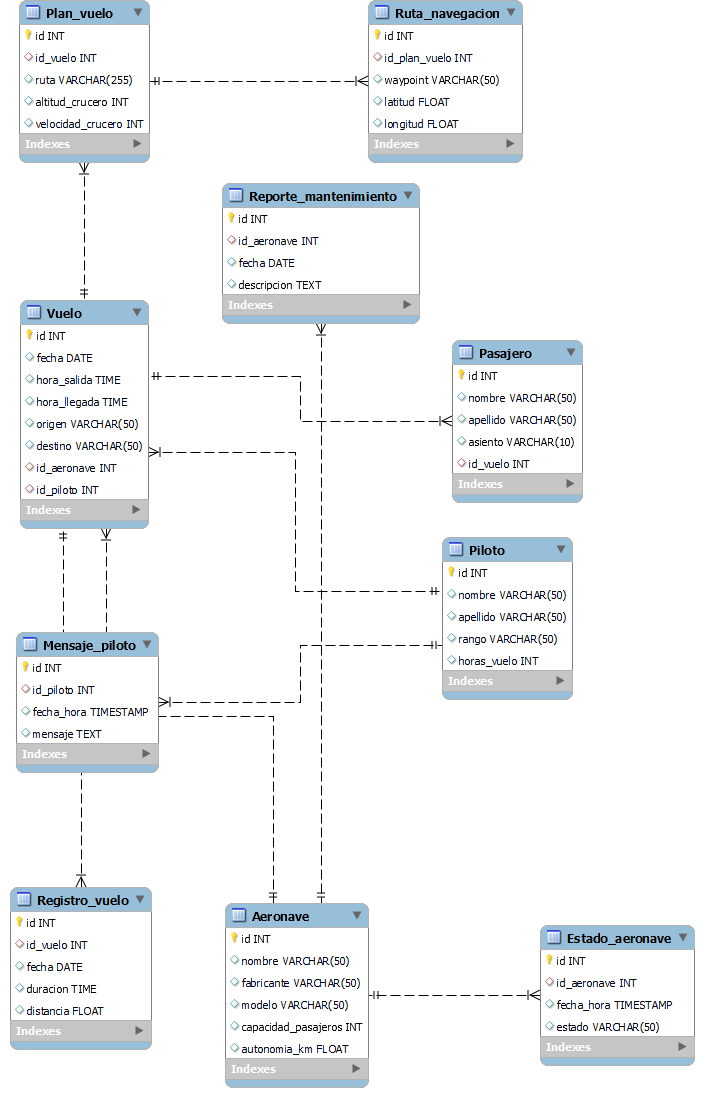 Plan_vuelo
id INT
id_vuelo INT
ruta VARCHAR(255)
altitud_crucero INT
velocidad_crucero INT
Indexes
Ruta_navegacion
id INT
id_plan_vuelo INT
waypoint VARCHAR(50)
latitud FLOAT
longitud FLOAT
Indexes
Reporte_mantenimiento
id INT
id_aeronave INT
fecha DATE
descripcion TEXT
Indexes
Vuelo
id INT
fecha DATE
hora_salida TIME
hora_llegada TIME
origen VARCHAR(50)
destino VARCHAR(50)
id_aeronave INT
id_piloto INT
Indexes
Pasajero
id INT
nombre VARCHAR(50)
apellido VARCHAR(50)
asiento VARCHAR(10)
id_vuelo INT
Indexes
Piloto
id INT
nombre VARCHAR(50)
apellido VARCHAR(50)
rango VARCHAR(50)
horas_vuelo INT
Indexes
Mensaje_piloto
id INT
id_piloto INT
fecha_hora TIMESTAMP
mensaje TEXT
Indexes
Registro_vuelo
id INT
id_vuelo INT
fecha DATE
duracion TIME
distancia FLOAT
Indexes
Aeronave
id INT
nombre VARCHAR(50)
fabricante VARCHAR(50)
modelo VARCHAR(50)
capacidad_pasajeros INT
autonomia_km FLOAT
Indexes
Estado_aeronave
id INT
id_aeronave INT
fecha_hora TIMESTAMP
estado VARCHAR(50)
Indexes